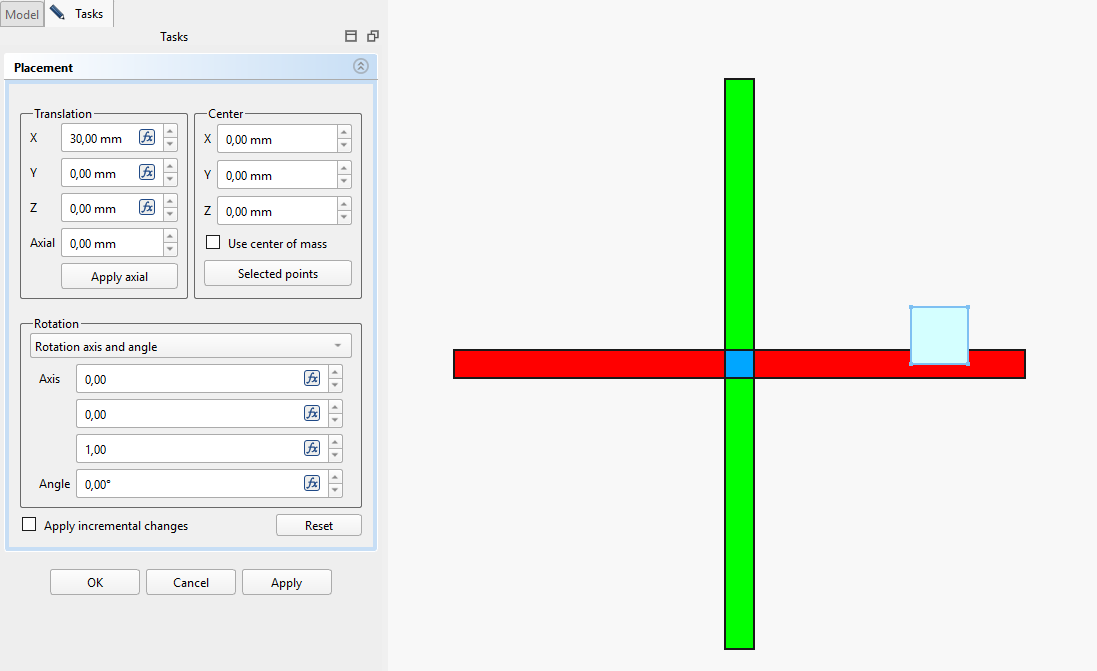 Model Tasks
Tasks
Placement
Translation
X 30,00 mm fx
Y 0,00 mm fx
Z 0,00 mm fx
Axial 0,00 mm
Apply axial
Center
X 0,00 mm
Y 0,00 mm
Z 0,00 mm
Use center of mass
Selected points
Rotation
Rotation axis and angle
Axis 0,00 fx
0,00 fx
1,00 fx
Angle 0,00° fx
Apply incremental changes Reset
OK Cancel Apply